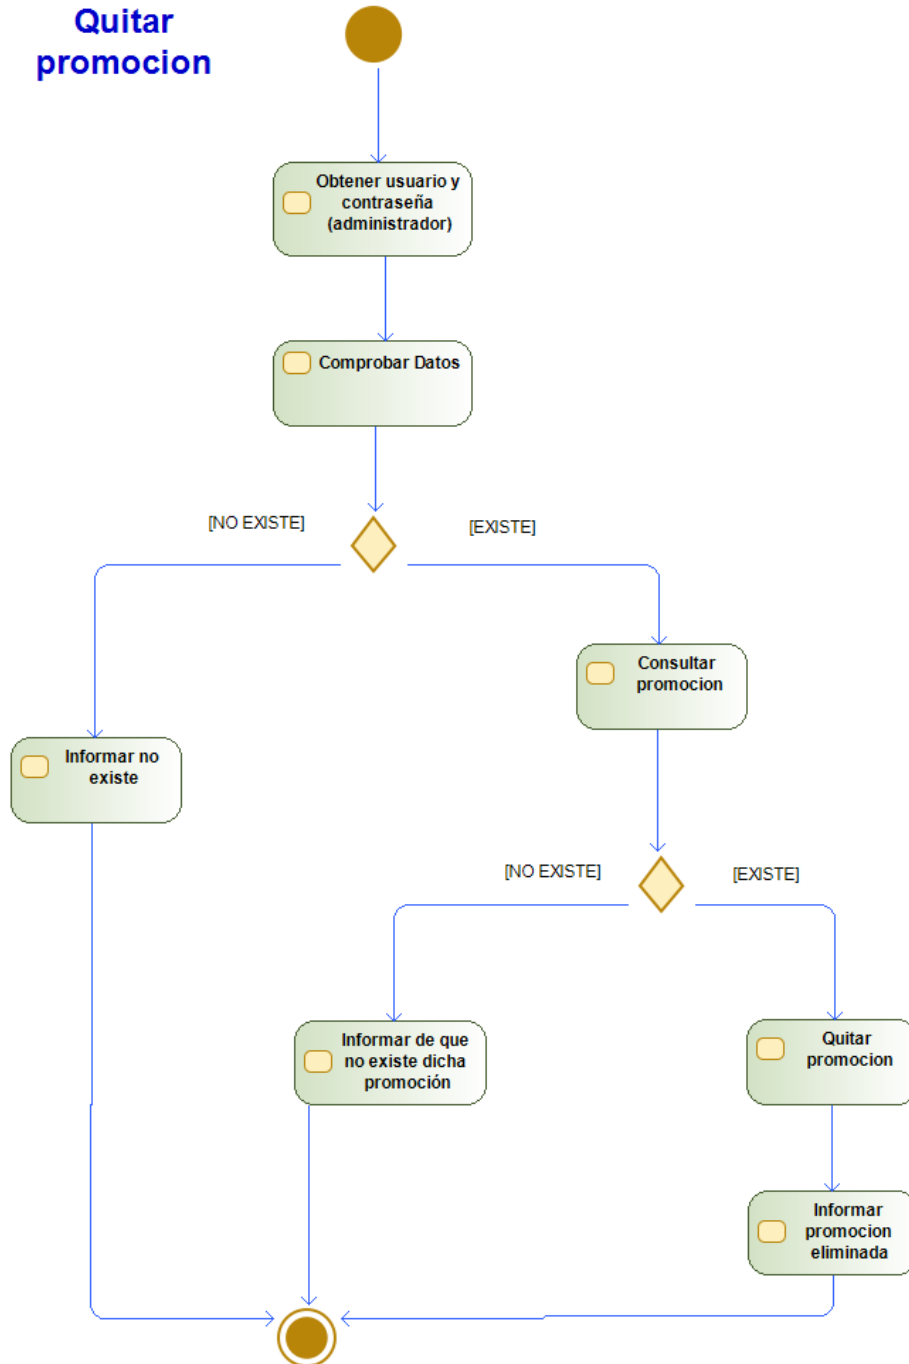 Quitar
promocion
Obtener usuario y
contraseña
(administrador)
Comprobar Datos
[NO EXISTE]
[EXISTE]
Consultar
promocion
Informar no
existe
[NO EXISTE]
[EXISTE]
Informar de que
no existe dicha
promoción
Quitar
promocion
Informar
promocion
eliminada